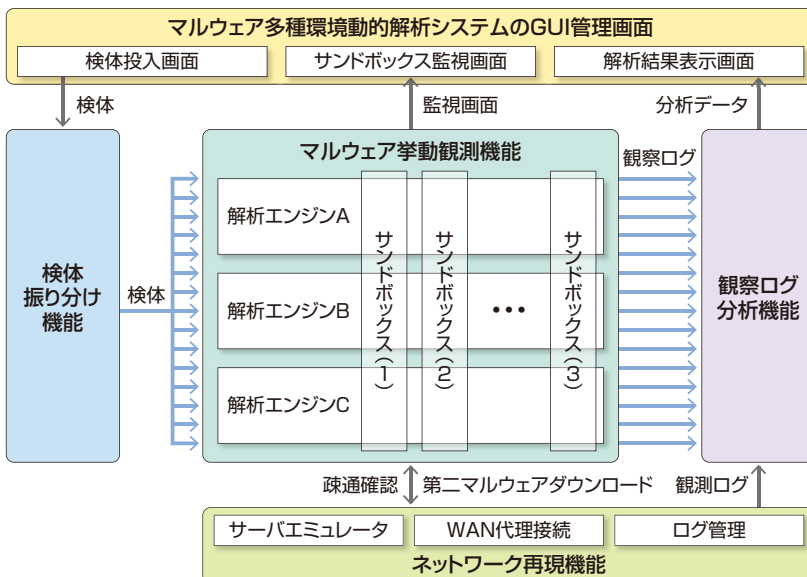 マルウェア多種環境動的解析システムのGUI管理画面
検体投入画面
サンドボックス監視画面
解析結果表示画面
検体
監視画面
分析データ
検体
振り分け
機能
検体
マルウェア挙動観測機能
解析エンジンA
解析エンジンB
解析エンジンC
サンドボックス(1)
サンドボックス(2)
•••
サンドボックス(3)
観察ログ
観察ログ
分析機能
疎通確認
第二マルウェアダウンロード
観測ログ
サーバエミュレータ
WAN代理接続
ログ管理
ネットワーク再現機能